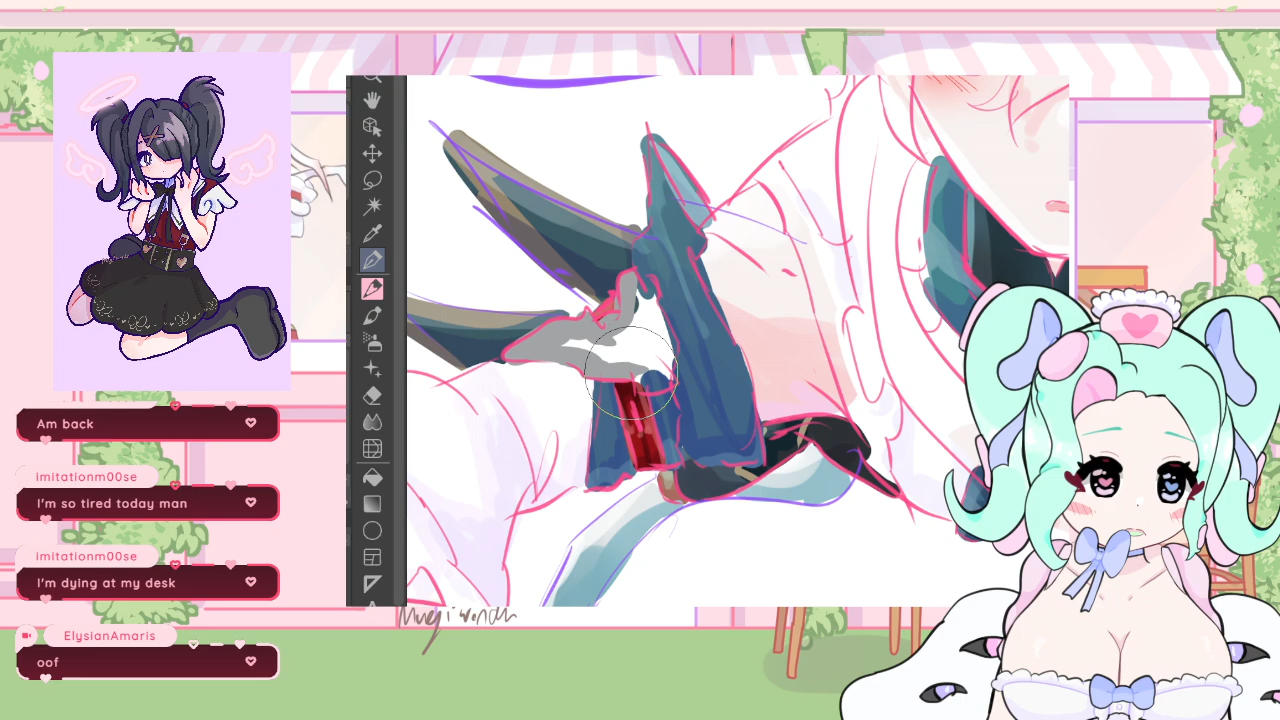 Am back
imitationm00se
I'm so tired today man
imitationm00se
I'm dying at my desk
ElysianAmaris
oof